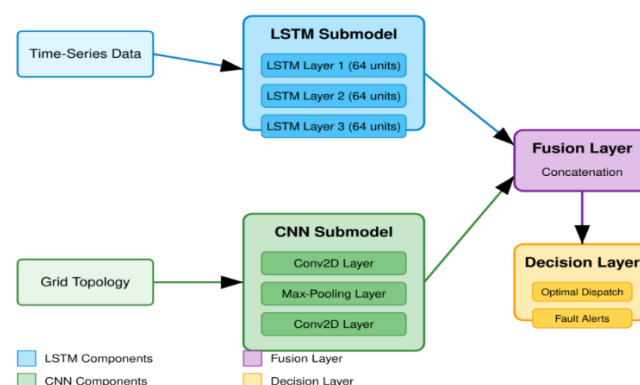 Time-Series Data
LSTM Submodel
LSTM Layer 1 (64 units)
LSTM Layer 2 (64 units)
LSTM Layer 3 (64 units)
Fusion Layer
Concatenation
Grid Topology
CNN Submodel
Conv2D Layer
Max-Pooling Layer
Conv2D Layer
Decision Layer
Optimal Dispatch
Fault Alerts
LSTM Components
Fusion Layer
CNN Components
Decision Layer